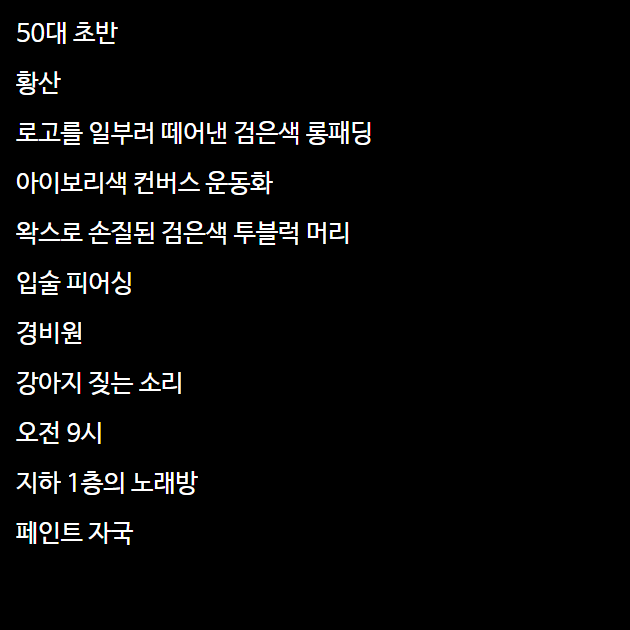 50대 초반
황산
로고를 일부러 떼어낸 검은색 롱패딩
아이보리색 컨버스 운동화
왁스로 손질된 검은색 투블럭 머리
입술 피어싱
경비원
강아지 짖는 소리
오전 9시
지하 1층의 노래방
페인트 자국